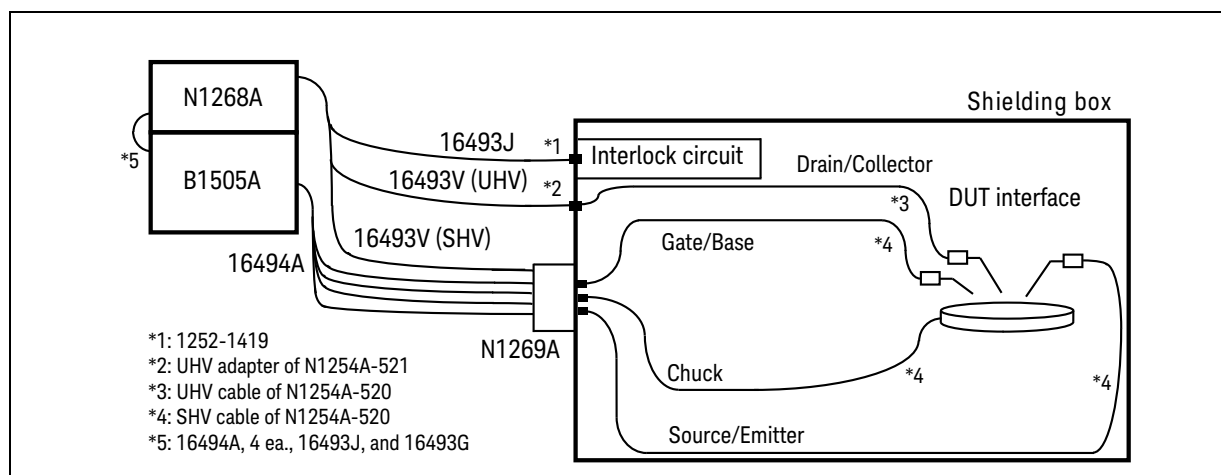 Shielding box
N1268A
B1505A
*5
16493J
*1
Interlock circuit
16493V (UHV)
*2
Drain/Collector
*3
DUT interface
Gate/Base
*4
16493V (SHV)
16494A
N1269A
Chuck
*4
*4
Source/Emitter
*1: 1252-1419
*2: UHV adapter of N1254A-521
*3: UHV cable of N1254A-520
*4: SHV cable of N1254A-520
*5: 16494A, 4 ea., 16493J, and 16493G